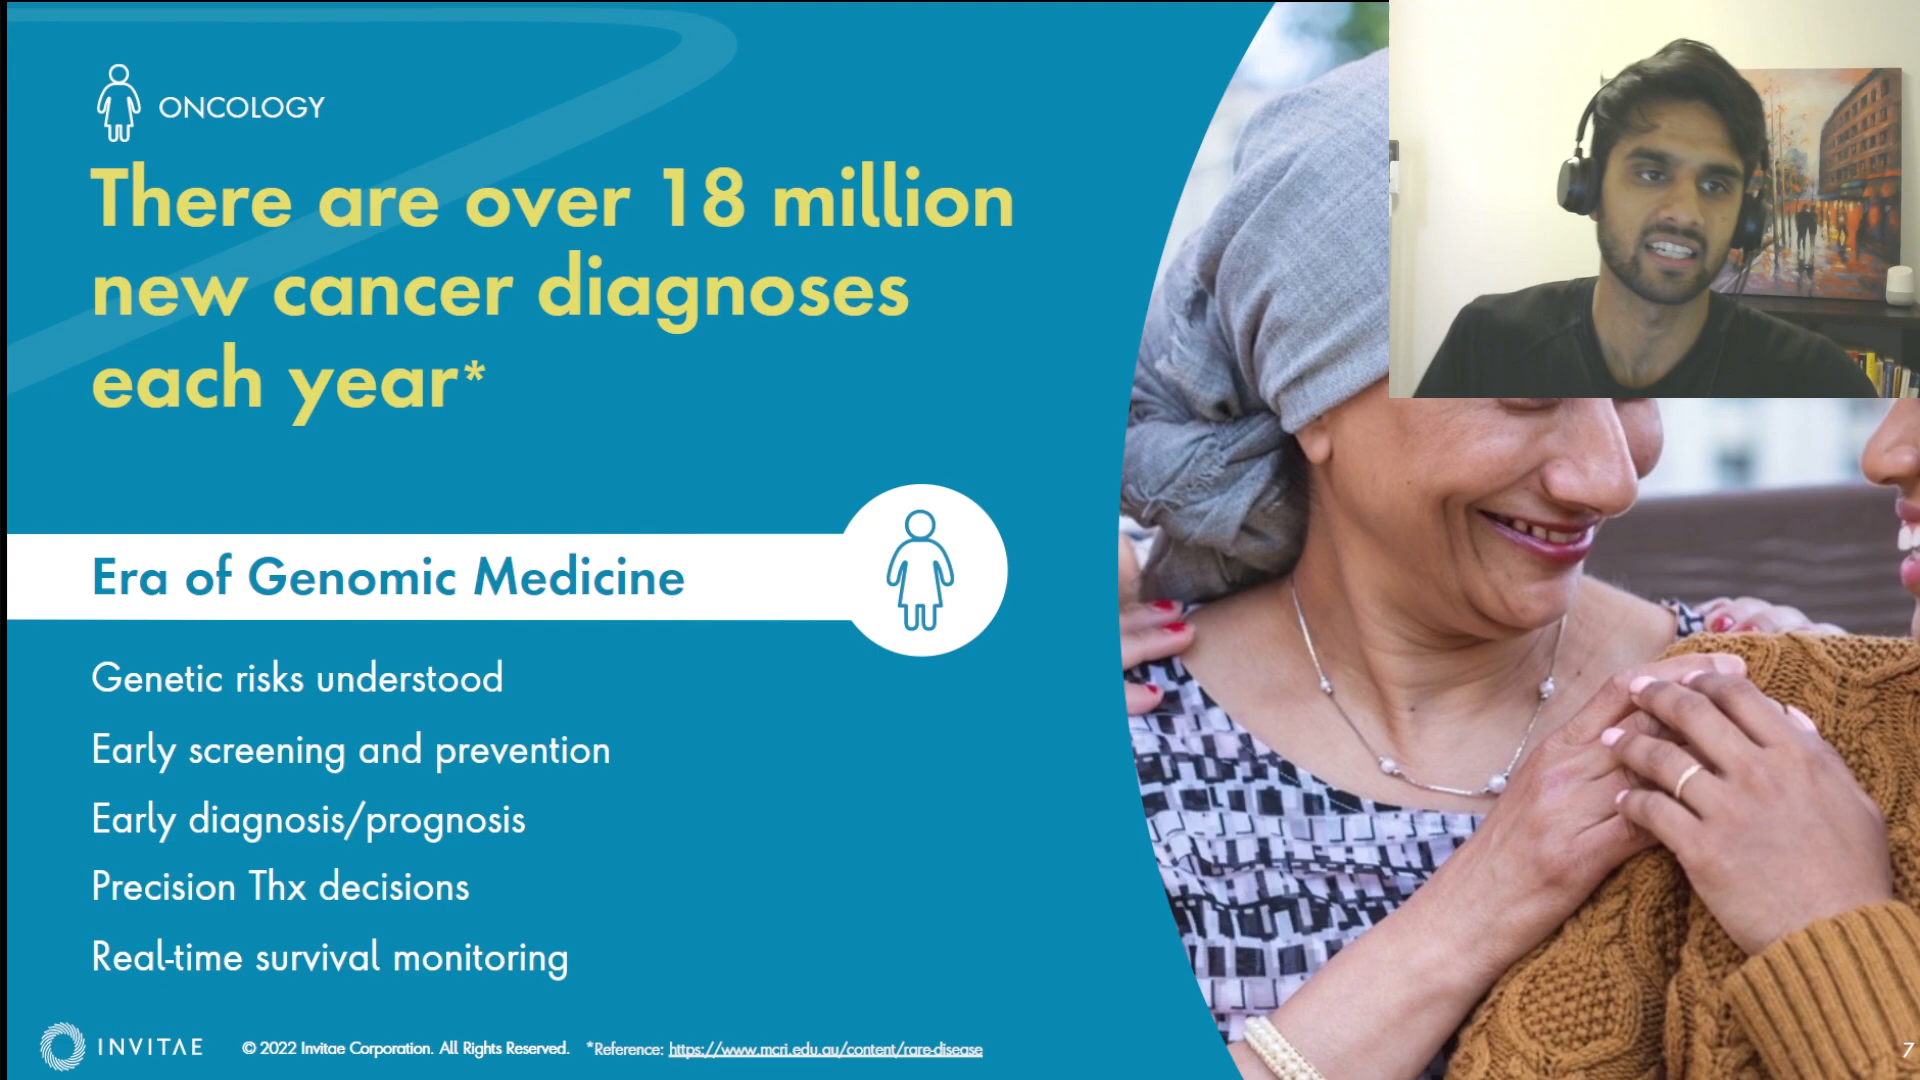 ONCOLOGY
There are over 18 million
new cancer diagnoses
each year*
Era of Genomic Medicine
Genetic risks understood
Early screening and prevention
Early diagnosis/prognosis
Precision Thx decisions
Real-time survival monitoring
INVITAE © 2022 Invitae Corporation. All Rights Reserved. *Reference: https://www.mcri.edu.au/content/rare-disease 7